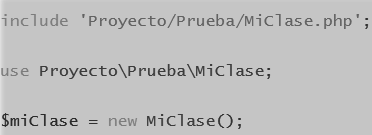 include 'Proyecto/Prueba/MiClase.php';
use Proyecto\Prueba\MiClase;
$miClase = new MiClase();